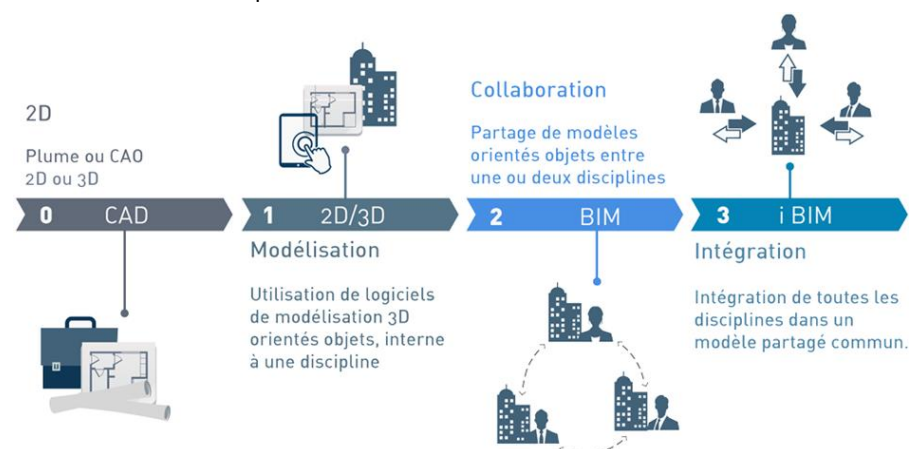 2D
Plume ou CAO
2D ou 3D
0 CAD
1 2D/3D
Modélisation
Utilisation de logiciels
de modélisation 3D
orientés objets, interne
à une discipline
Collaboration
Partage de modèles
orientés objets entre
une ou deux disciplines
2 BIM
3 i BIM
Intégration
Intégration de toutes les
disciplines dans un
modèle partagé commun.